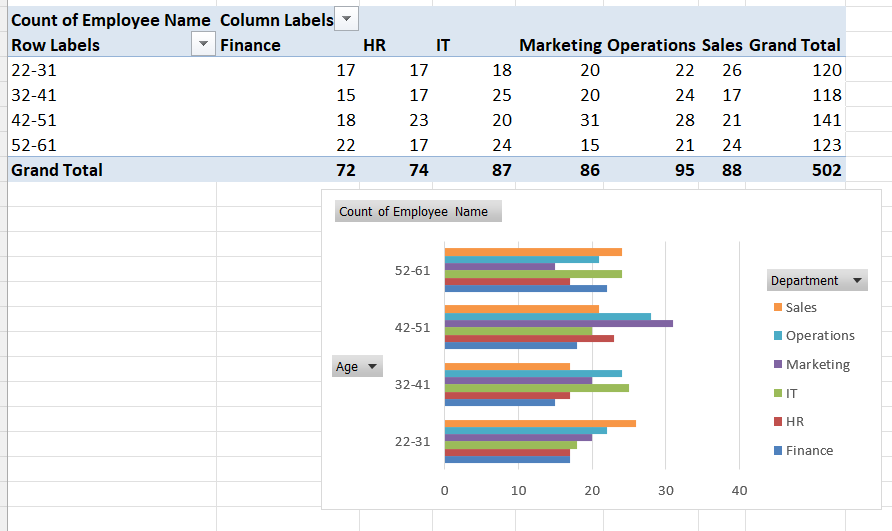 Count of Employee Name Column Labels
Row Labels Finance HR IT Marketing Operations Sales Grand Total
22-31 17 17 18 20 22 26 120
32-41 15 17 25 20 24 17 118
42-51 18 23 20 31 28 21 141
52-61 22 17 24 15 21 24 123
Grand Total 72 74 87 86 95 88 502
Count of Employee Name
52-61
42-51
Age
32-41
22-31
0 10 20 30 40
Department
Sales
Operations
Marketing
IT
HR
Finance